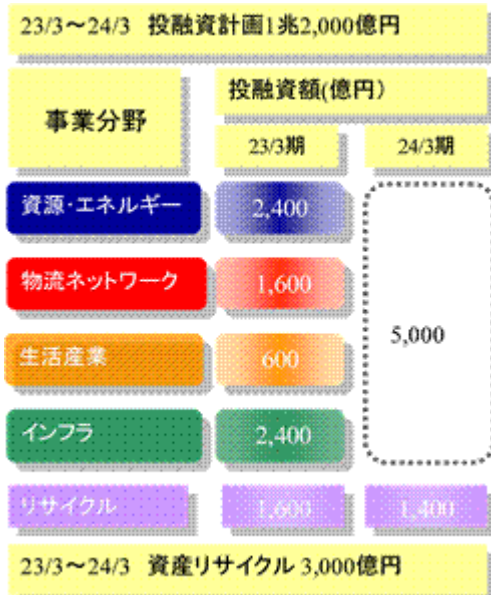 23/3～24/3 投融資計画1兆2,000億円
事業分野
投融資額(億円)
23/3期 24/3期
資源・エネルギー 2,400
物流ネットワーク 1,600
5,000
生活産業 600
インフラ 2,400
リサイクル 1,600 1,400
23/3～24/3 資産リサイクル 3,000億円